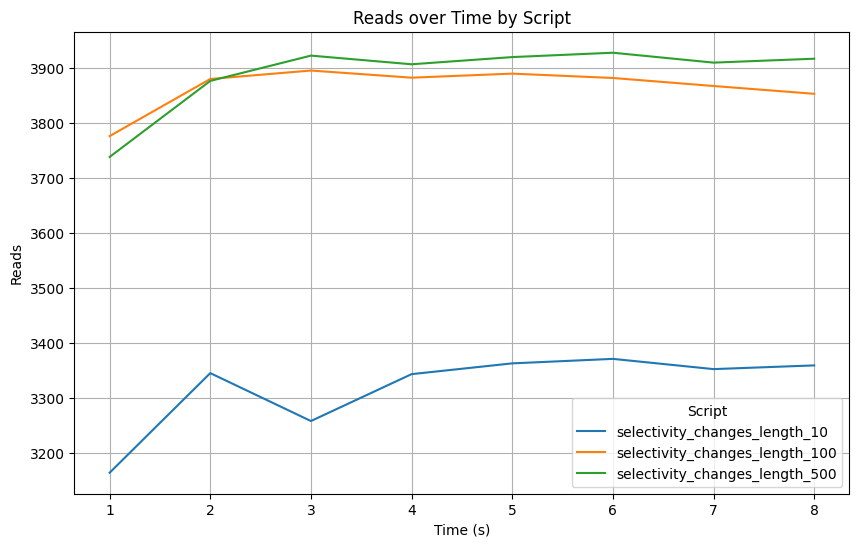 Reads over Time by Script
Reads
3900
3800
3700
3600
3500
3400
3300
3200
1 2 3 4 5 6 7 8
Time (s)
Script
selectivity_changes_length_10
selectivity_changes_length_100
selectivity_changes_length_500